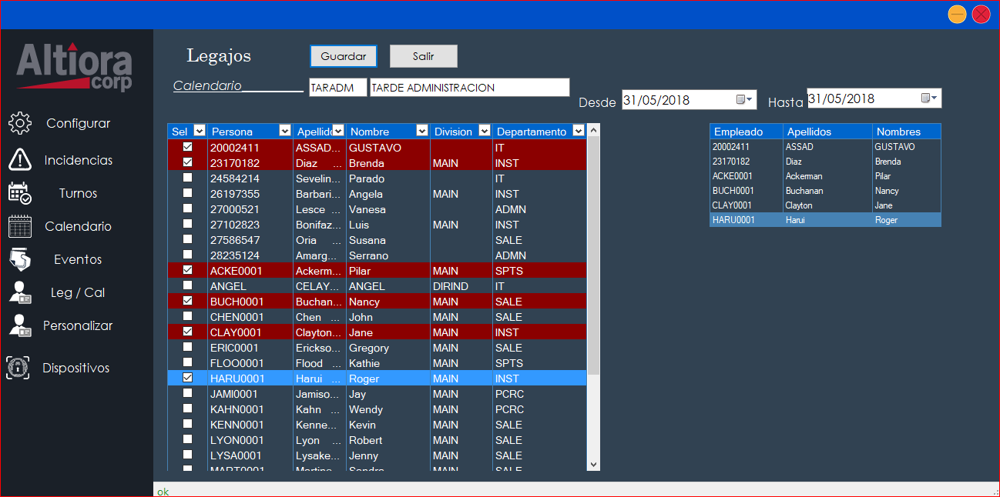 Altiora
corp
Configurar
Incidencias
Turnos
Calendario
Eventos
Leg / Cal
Personalizar
Dispositivos
Legajos
Guardar
Salir
Calendario
TARADM
TARDE ADMINISTRACION
Desde
31/05/2018
Hasta
31/05/2018
Sel Persona Apellid Nombre Division Departamento
20002411 ASSAD... GUSTAVO IT
23170182 Diaz ... Brenda MAIN INST
24584214 Sevelin... Parado IT
26197355 Barbari... Angela MAIN INST
27000521 Lesce ... Vanesa ADMN
27102823 Bonifaz... Luis MAIN INST
27586547 Oria ... Susana SALE
28235124 Amarg... Serrano ADMN
ACKE0001 Ackerm... Pilar MAIN SPTS
ANGEL CELAY... ANGEL DIRIND IT
BUCH0001 Buchan... Nancy MAIN SALE
CHEN0001 Chen ... John MAIN SALE
CLAY0001 Clayton... Jane MAIN INST
ERIC0001 Erickso... Gregory MAIN SALE
FLOO0001 Flood ... Kathie MAIN SPTS
HARU0001 Harui ... Roger MAIN INST
JAMI0001 Jamiso... Jay MAIN PCRC
KAHN0001 Kahn ... Wendy MAIN PCRC
KENN0001 Kenne... Kevin MAIN SALE
LYON0001 Lyon ... Robert MAIN SALE
LYSA0001 Lysake... Jenny MAIN SALE
MART0001 Martine... Sandra MAIN SALE
Empleado Apellidos Nombres
20002411 ASSAD GUSTAVO
23170182 Diaz Brenda
ACKE0001 Ackerman Pilar
BUCH0001 Buchanan Nancy
CLAY0001 Clayton Jane
HARU0001 Harui Roger
ok